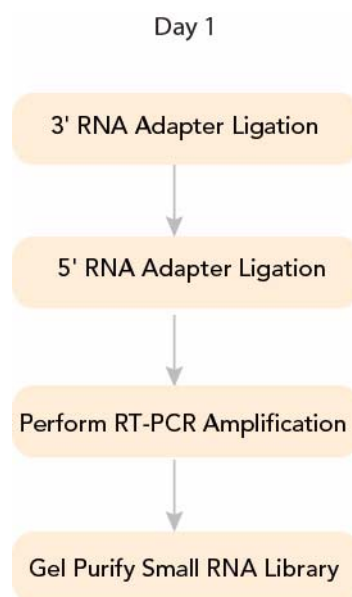 Day 1
3' RNA Adapter Ligation
5' RNA Adapter Ligation
Perform RT-PCR Amplification
Gel Purify Small RNA Library